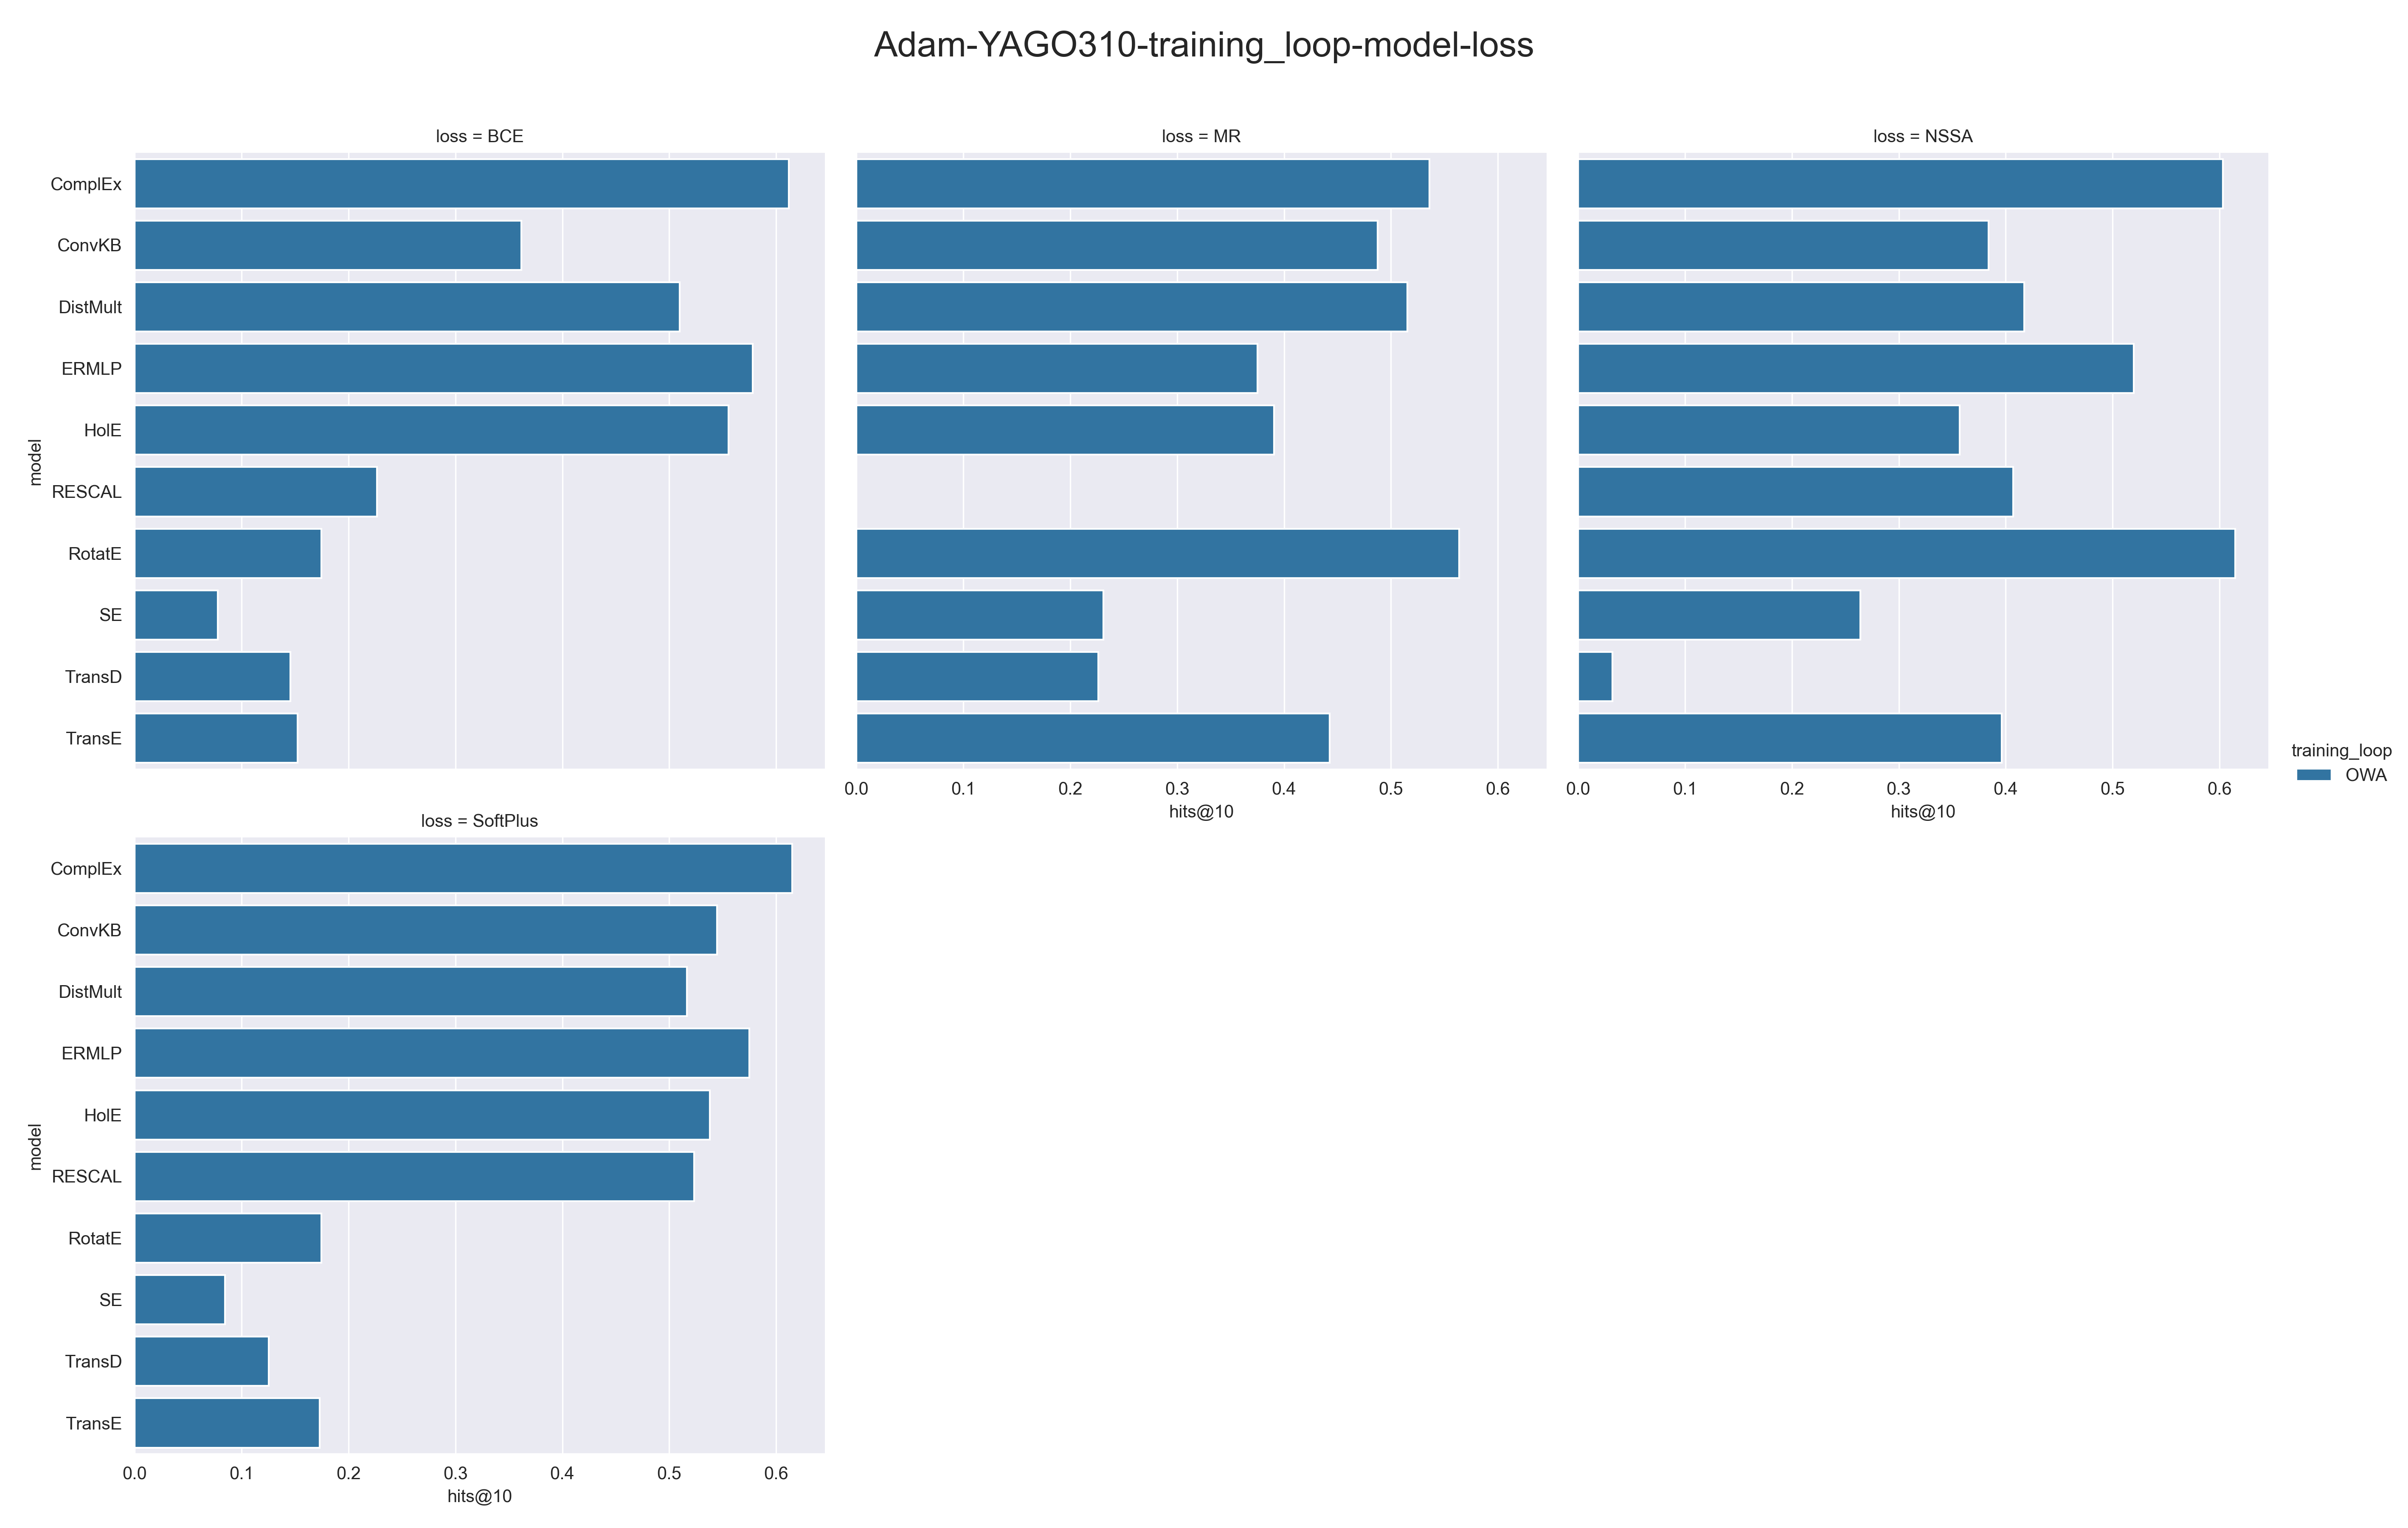 Adam-YAGO310-training_loop-model-loss
loss = BCE
loss = MR
loss = NSSA
model
ComplEx
ConvKB
DistMult
ERMLP
HolE
RESCAL
RotatE
SE
TransD
TransE
0.0 0.1 0.2 0.3 0.4 0.5 0.6
hits@10
0.0 0.1 0.2 0.3 0.4 0.5 0.6
hits@10
training_loop
OWA
loss = SoftPlus
model
ComplEx
ConvKB
DistMult
ERMLP
HolE
RESCAL
RotatE
SE
TransD
TransE
0.0 0.1 0.2 0.3 0.4 0.5 0.6
hits@10